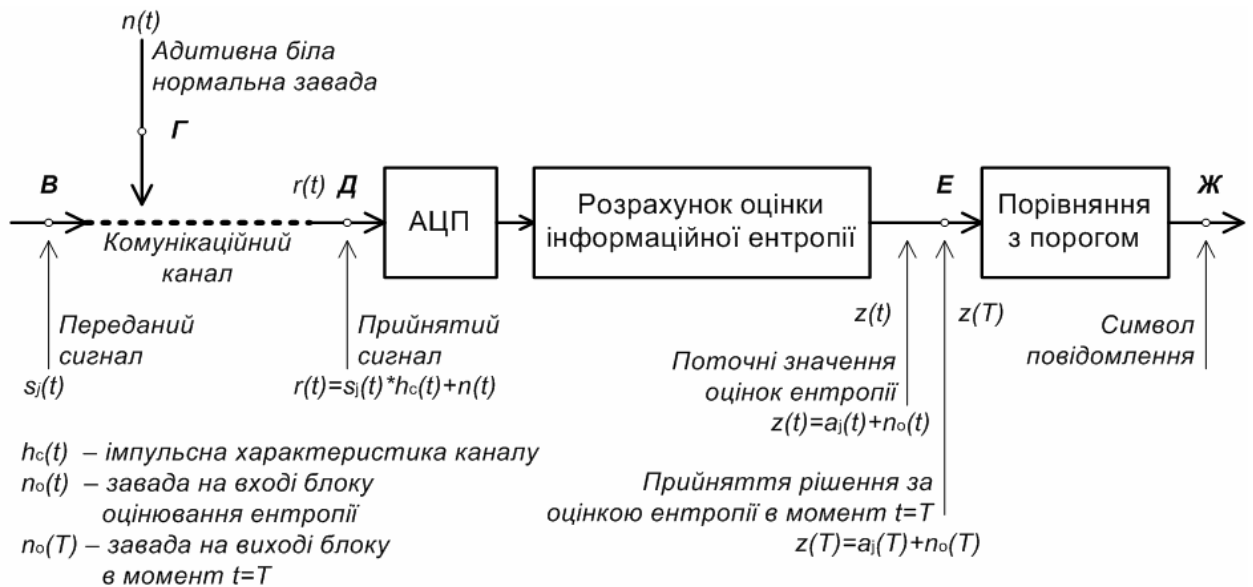 n(t)
Адитивна біла
нормальна завада
Г
В
r(t) Д
АЦП
Розрахунок оцінки
інформаційної ентропії
Е
Порівняння
з порогом
Ж
Комунікаційний
канал
Переданий
сигнал
sj(t)
Прийнятий
сигнал
r(t)=sj(t)*hc(t)+n(t)
z(t)
z(T)
Поточні значення
оцінок ентропії
z(t)=aj(t)+no(t)
Символ
повідомлення
Прийняття рішення за
оцінкою ентропії в момент t=T
z(T)=aj(T)+no(T)
hc(t) – імпульсна характеристика каналу
no(t) – завада на вході блоку
оцінювання ентропії
no(T) – завада на виході блоку
в момент t=T